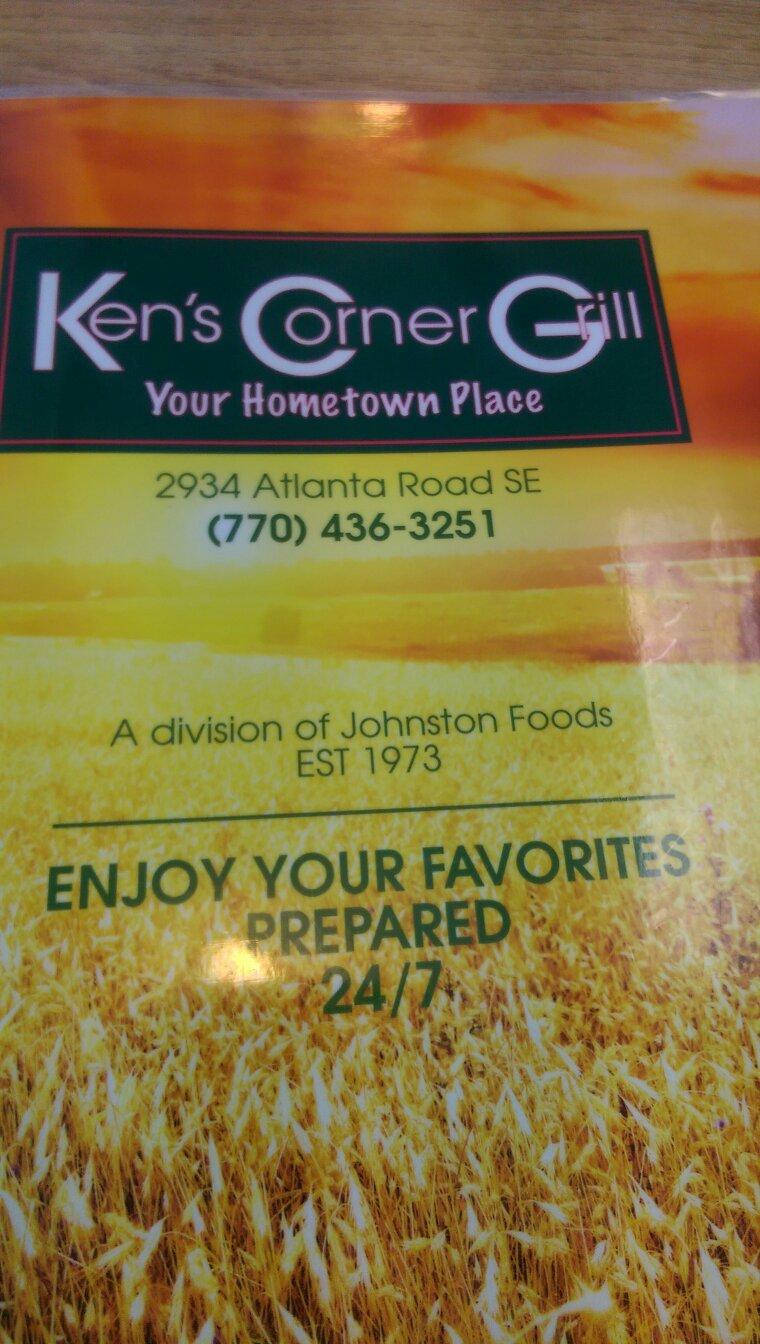 Ken's Corner Grill
Your Hometown Place
2934 Atlanta Road SE
(770) 436-3251
A division of Johnston Foods
EST 1973
ENJOY YOUR FAVORITES
PREPARED
24/7